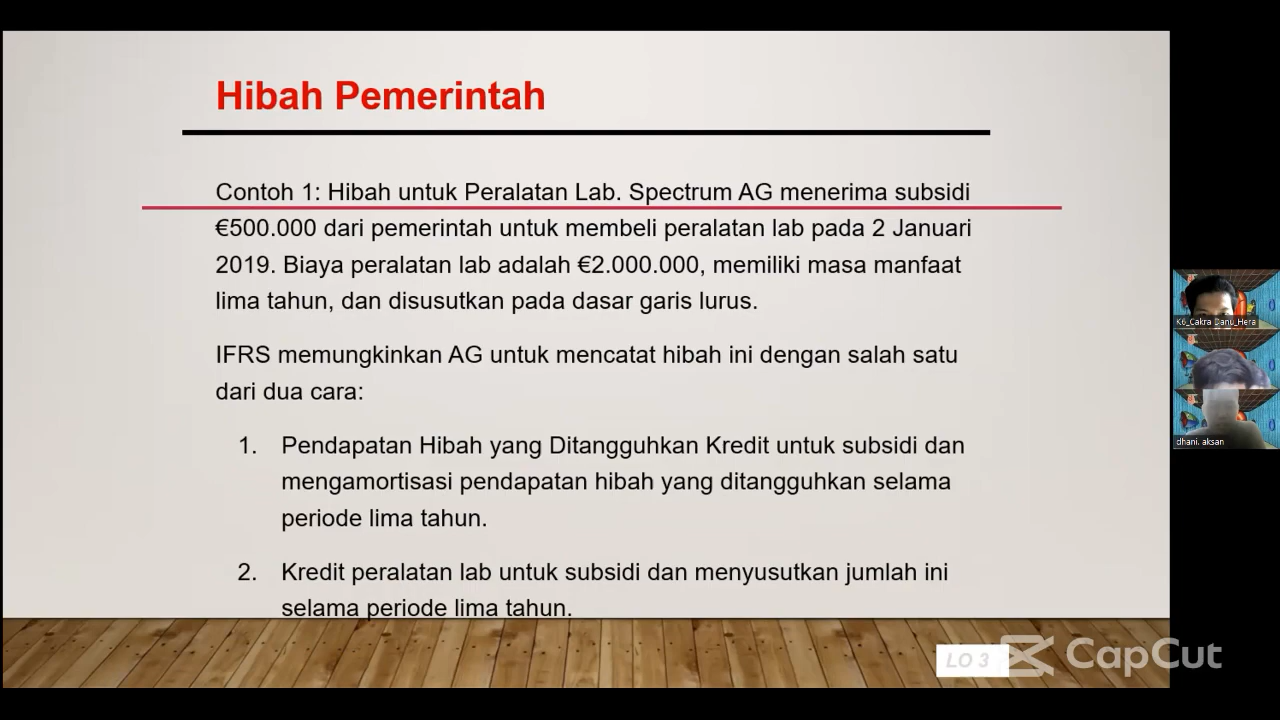 Hibah Pemerintah
Contoh 1: Hibah untuk Peralatan Lab. Spectrum AG menerima subsidi
€500.000 dari pemerintah untuk membeli peralatan lab pada 2 Januari
2019. Biaya peralatan lab adalah €2.000.000, memiliki masa manfaat
lima tahun, dan disusutkan pada dasar garis lurus.
IFRS memungkinkan AG untuk mencatat hibah ini dengan salah satu
dari dua cara:
1. Pendapatan Hibah yang Ditangguhkan Kredit untuk subsidi dan
mengamortisasi pendapatan hibah yang ditangguhkan selama
periode lima tahun.
2. Kredit peralatan lab untuk subsidi dan menyusutkan jumlah ini
selama periode lima tahun.
LO 3
CapCut
K6_Cakra Danu_Hera
dhani. aksan